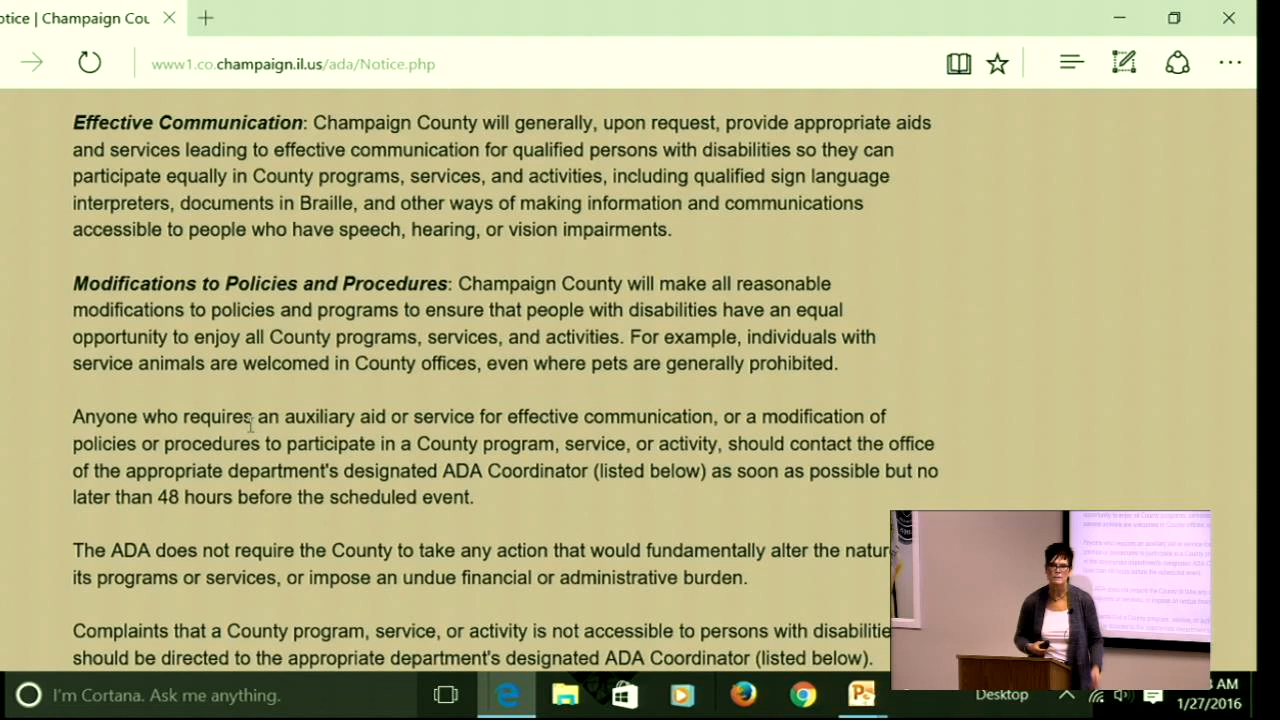 otice | Champaign Cou
www1.co.champaign.il.us/ada/Notice.php
Effective Communication: Champaign County will generally, upon request, provide appropriate aids
and services leading to effective communication for qualified persons with disabilities so they can
participate equally in County programs, services, and activities, including qualified sign language
interpreters, documents in Braille, and other ways of making information and communications
accessible to people who have speech, hearing, or vision impairments.
Modifications to Policies and Procedures: Champaign County will make all reasonable
modifications to policies and programs to ensure that people with disabilities have an equal
opportunity to enjoy all County programs, services, and activities. For example, individuals with
service animals are welcomed in County offices, even where pets are generally prohibited.
Anyone who requires an auxiliary aid or service for effective communication, or a modification of
policies or procedures to participate in a County program, service, or activity, should contact the office
of the appropriate department's designated ADA Coordinator (listed below) as soon as possible but no
later than 48 hours before the scheduled event.
The ADA does not require the County to take any action that would fundamentally alter the natur
its programs or services, or impose an undue financial or administrative burden.
Complaints that a County program, service, or activity is not accessible to persons with disabilitie
should be directed to the appropriate department's designated ADA Coordinator (listed below).
I'm Cortana. Ask me anything.
Desktop
AM
1/27/2016